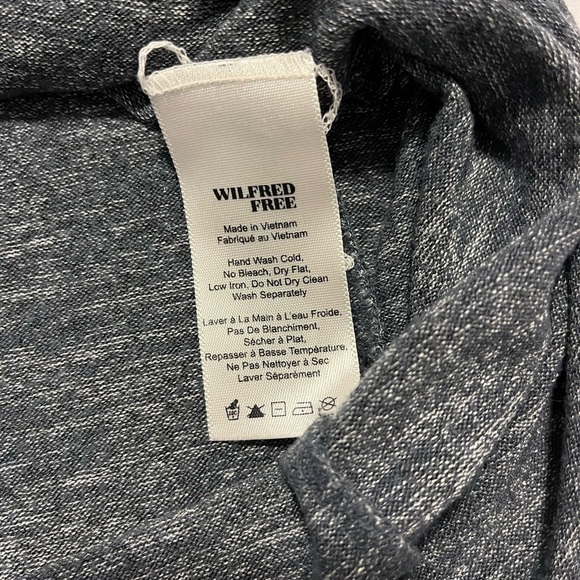 WILFRED
FREE
Made in Vietnam
Fabriqué au Vietnam
Hand Wash Cold,
No Bleach, Dry Flat,
Low Iron, Do Not Dry Clean
Wash Separately
Laver à La Main à L'eau Froide,
Pas De Blanchiment,
Sécher à Plat,
Repasser à Basse Température,
Ne Pas Nettoyer à Sec
Laver Séparément